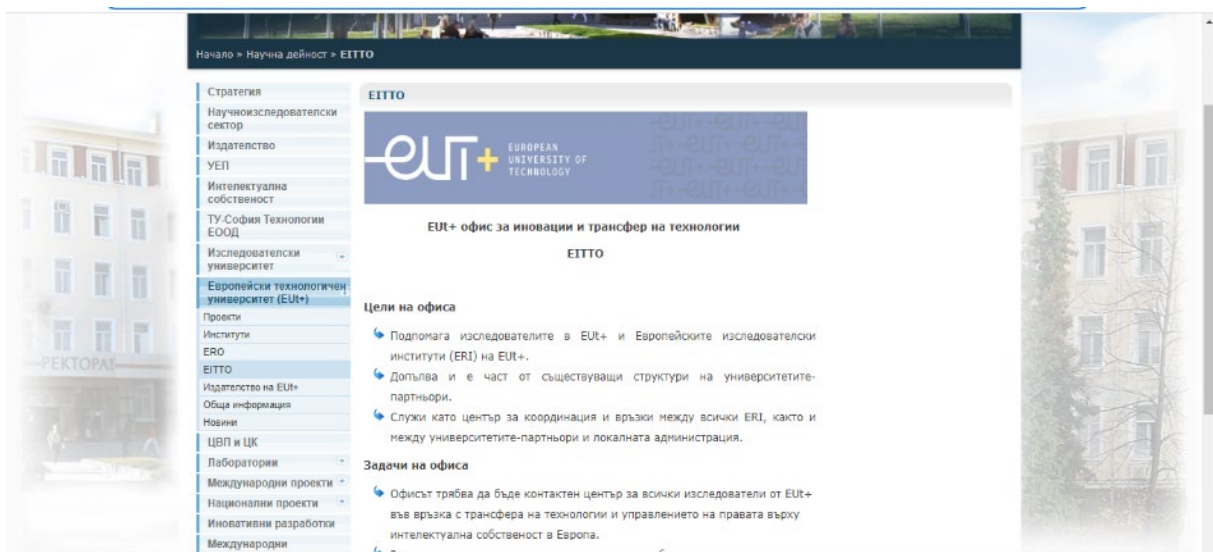 Начало » Научна дейност » EITTO
Стратегия
Научноизследователски
сектор
Издателство
УЕП
Интелектуална
собственост
ТУ-София Технологии
ЕООД
Изследователски
университет
Европейски технологичен
университет (EUt+)
Проекти
Институти
ERO
EITTO
Издателство на EUt+
Обща информация
Новини
ЦВП и ЦК
Лаборатории
Международни проекти
Национални проекти
Иновативни разработки
Международни
EITTO
EUT+
EUROPEAN
UNIVERSITY OF
TECHNOLOGY
EUt+ офис за иновации и трансфер на технологии
EITTO
Цели на офиса
Подпомага изследователите в EUt+ и Европейските изследователски
институти (ERI) на EUt+.
Допълва и е част от съществуващи структури на университетите-
партньори.
Служи като център за координация и връзки между всички ERI, както и
между университетите-партньори и локалната администрация.
Задачи на офиса
Офисът трябва да бъде контактен център за всички изследователи от EUt+
във връзка с трансфера на технологии и управлението на правата върху
интелектуална собственост в Европа.
РЕКТОРАТ